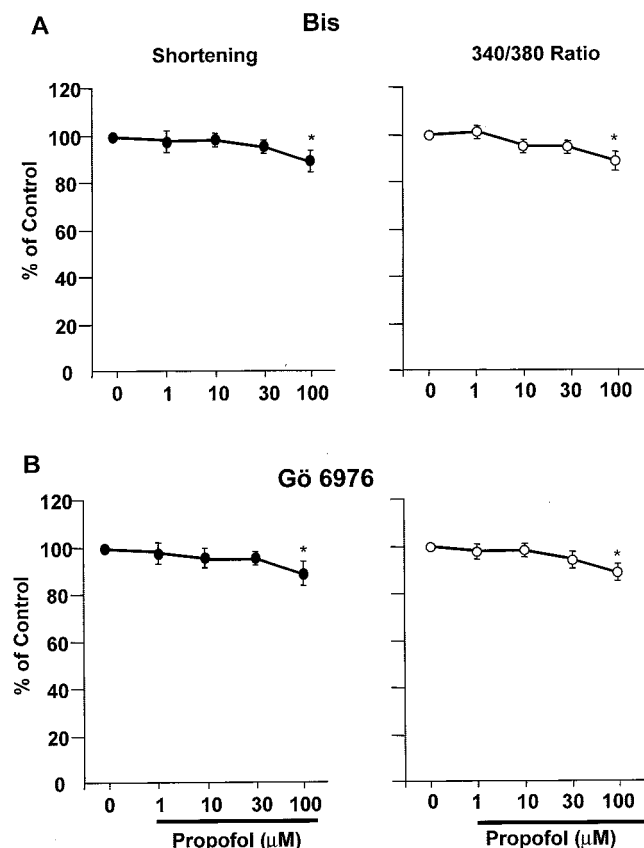 A
Bis
Shortening
340/380 Ratio
120
100
80
60
40
20
0
% of Control
*
*
0 1 10 30 100
0 1 10 30 100
B
Gö 6976
120
100
80
60
40
20
0
% of Control
*
*
0 1 10 30 100
0 1 10 30 100
Propofol (μM)
Propofol (μM)